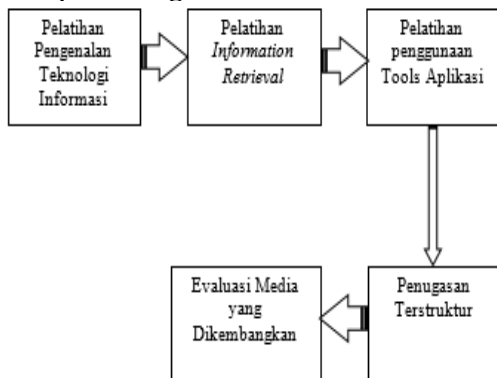 Pelatihan
Pengenalan
Teknologi
Informasi
Pelatihan
Information
Retrieval
Pelatihan
penggunaan
Tools Aplikasi
Penugasan
Terstruktur
Evaluasi Media
yang
Dikembangkan